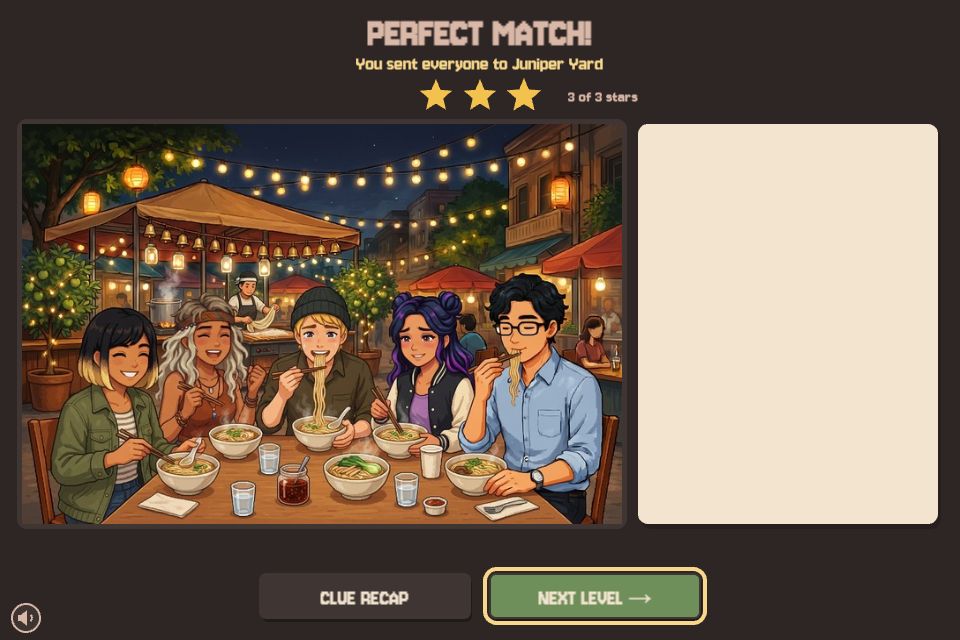 PERFECT MATCH!
You sent everyone to Juniper Yard
3 of 3 stars
CLUE RECAP
NEXT LEVEL →